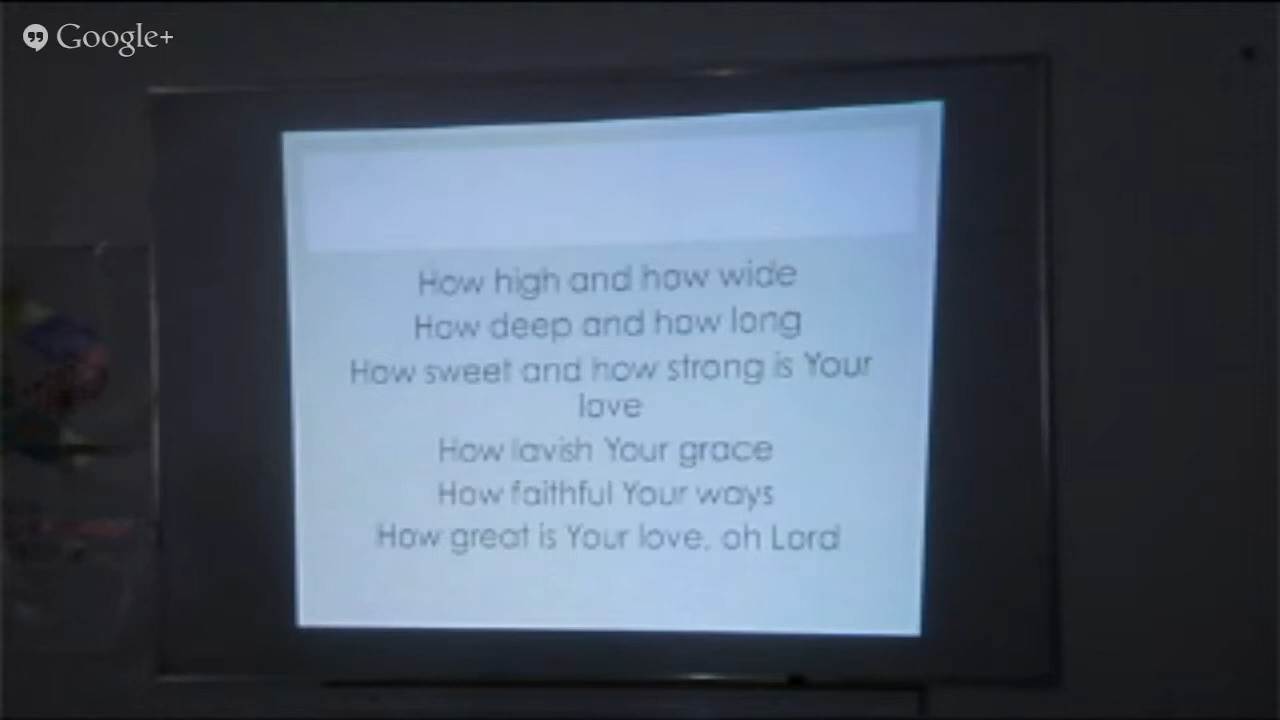 Google+
How high and how wide
How deep and how long
How sweet and how strong is Your
love
How lavish Your grace
How faithful Your ways
How great is Your love, oh Lord